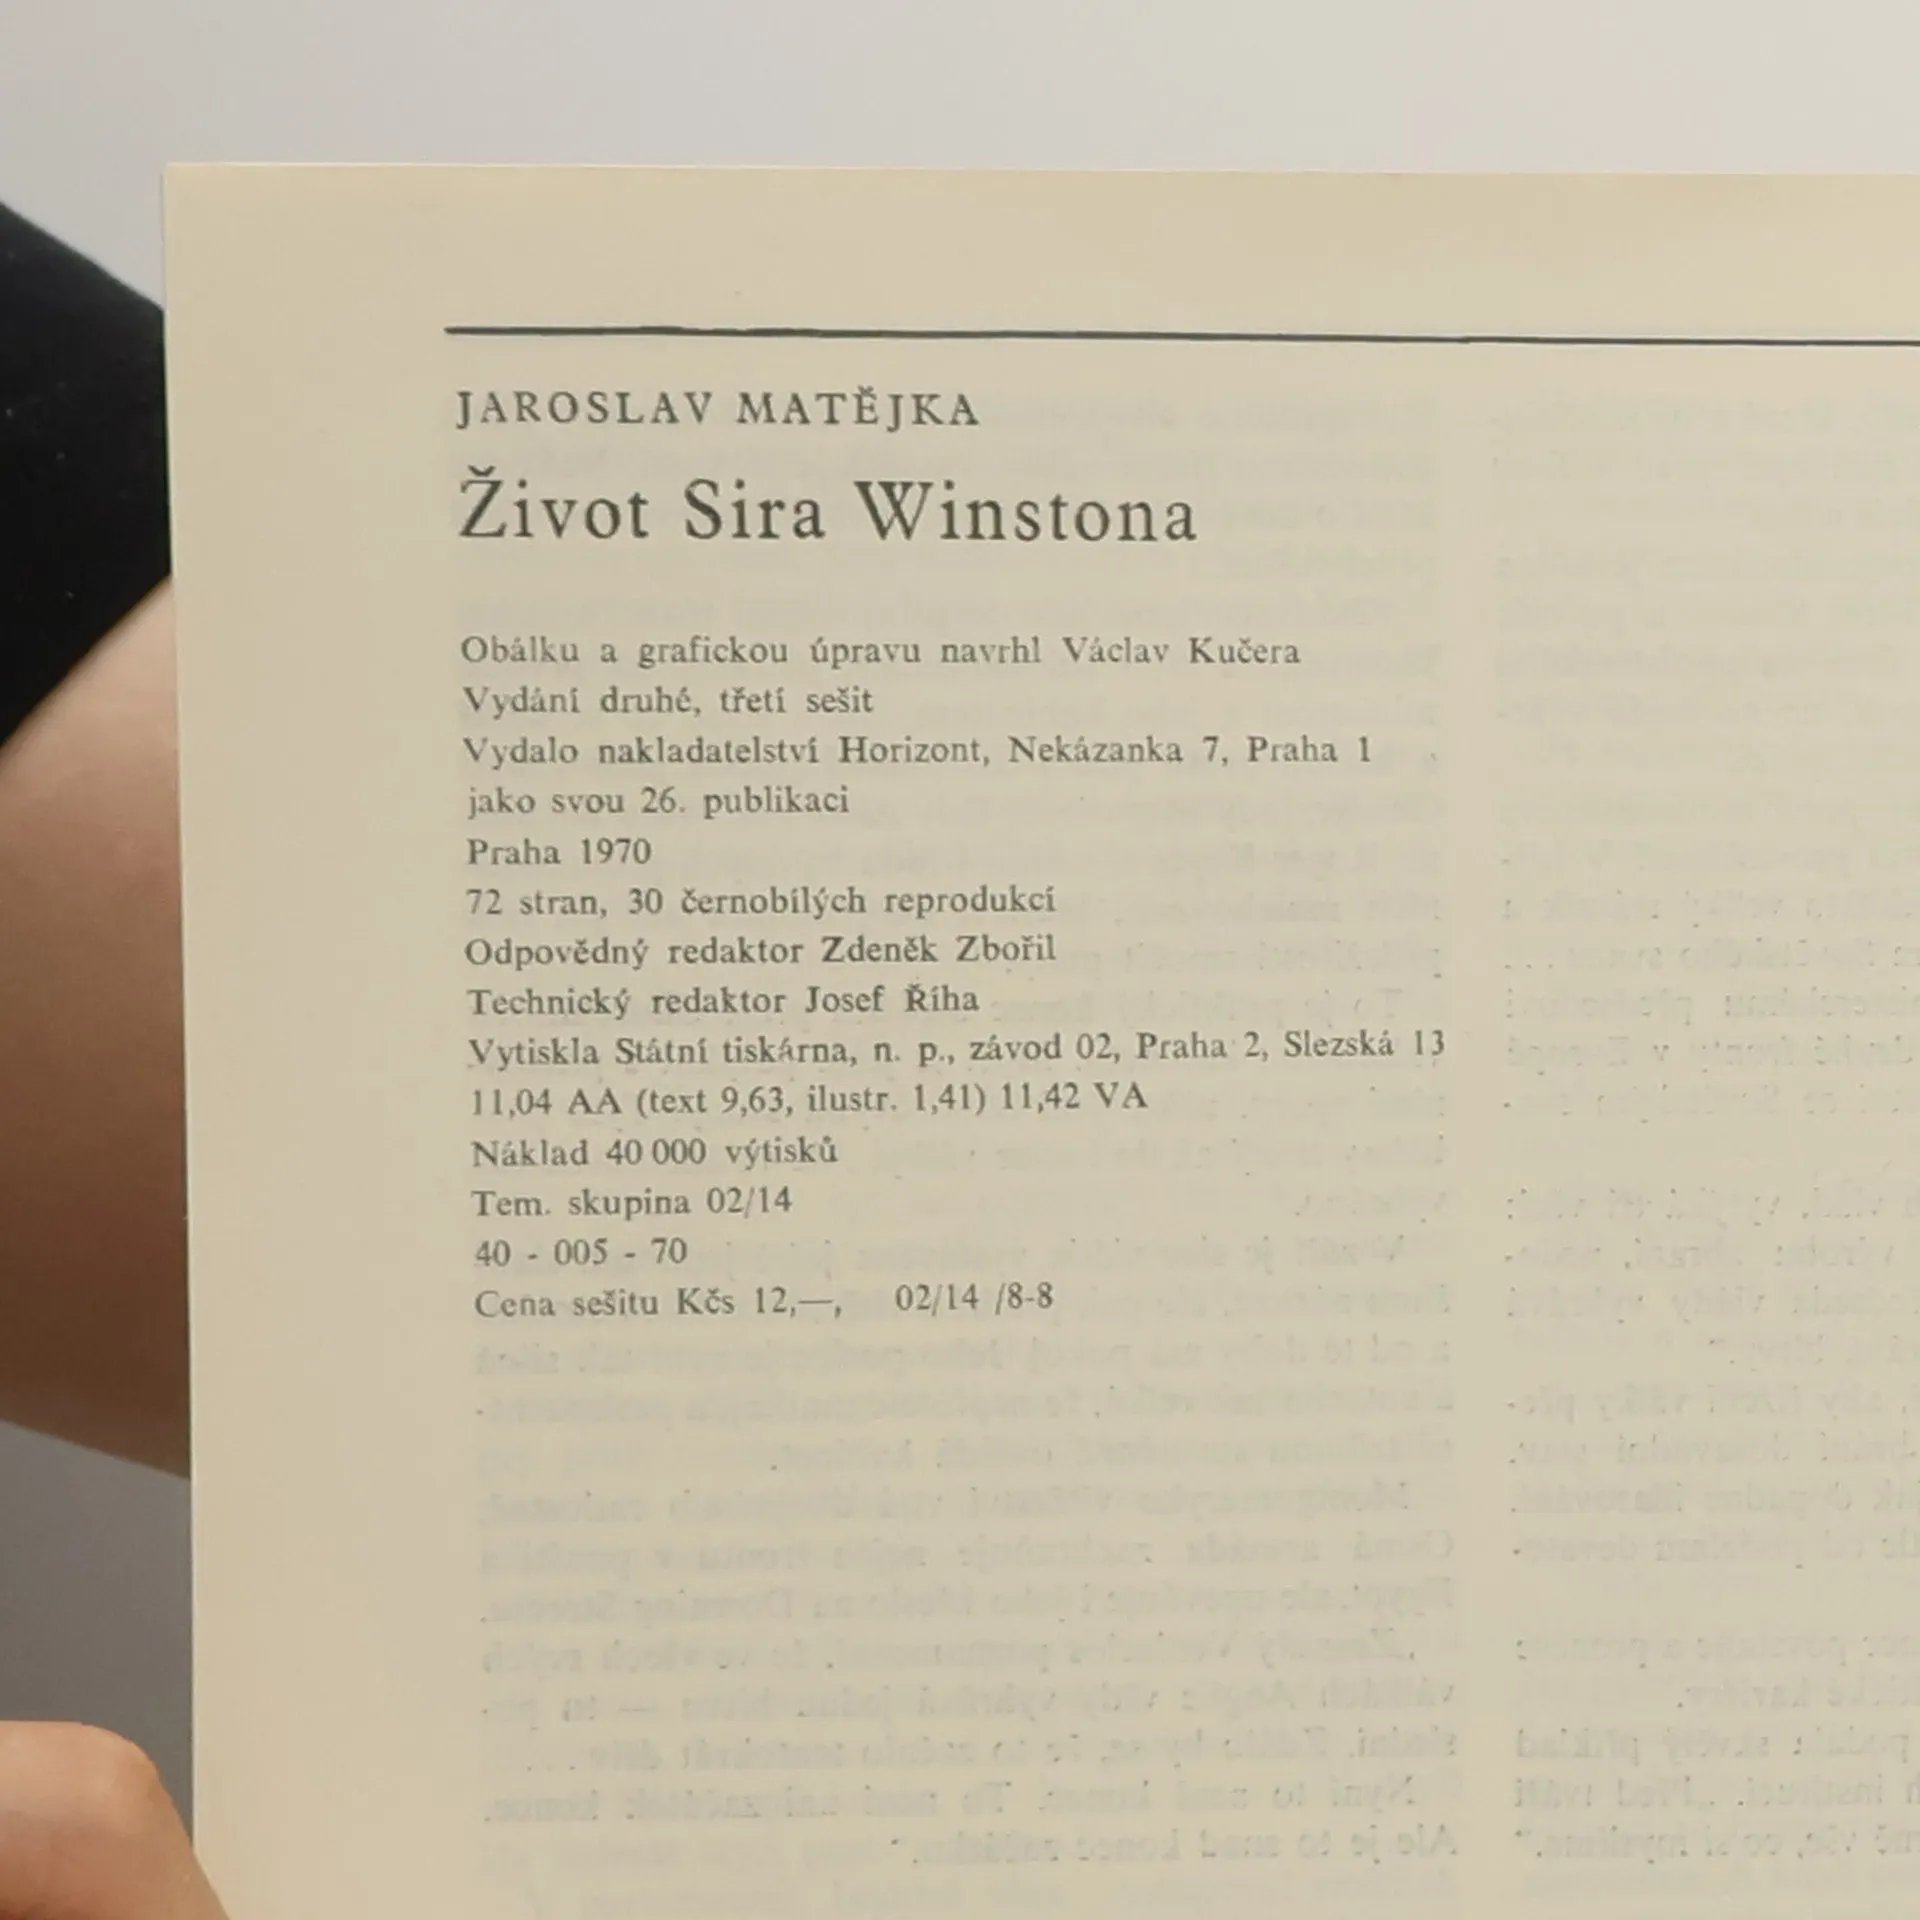 JAROSLAV MATĚJKA
Život Sira Winstona
Obálku a grafickou úpravu navrhl Václav Kučera
Vydání druhé, třetí sešit
Vydalo nakladatelství Horizont, Nekázanka 7, Praha 1
jako svou 26. publikaci
Praha 1970
72 stran, 30 černobílých reprodukcí
Odpovědný redaktor Zdeněk Zbořil
Technický redaktor Josef Říha
Vytiskla Státní tiskárna, n. p., závod 02, Praha 2, Slezská 13
11,04 AA (text 9,63, ilustr. 1,41) 11,42 VA
Náklad 40 000 výtisků
Tem. skupina 02/14
40 - 005 - 70
Cena sešitu Kčs 12,—, 02/14 /8-8